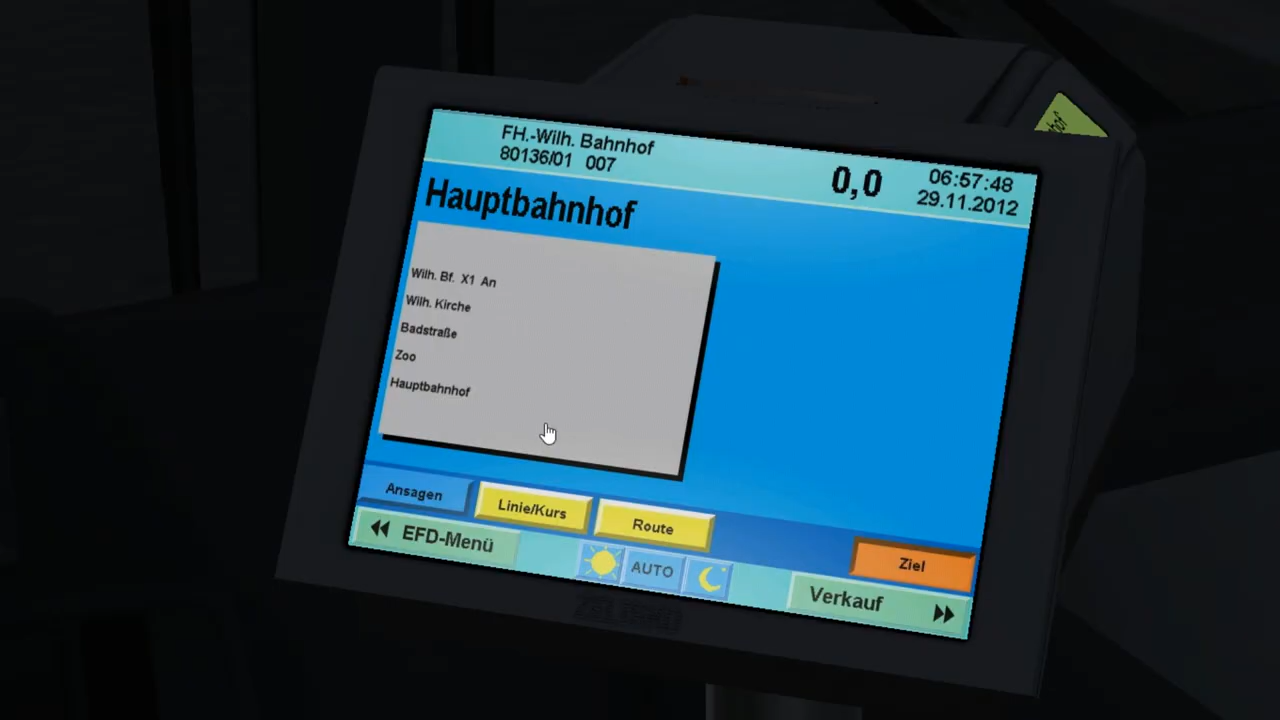 FH.-Wilh. Bahnhof
80136/01 007
0,0
06:57:48
29.11.2012
Hauptbahnhof
Wilh. Bf. X1 An
Wilh. Kirche
Badstraße
Zoo
Hauptbahnhof
Ansagen
Linie/Kurs
Route
Ziel
EFD-Menü
AUTO
Verkauf